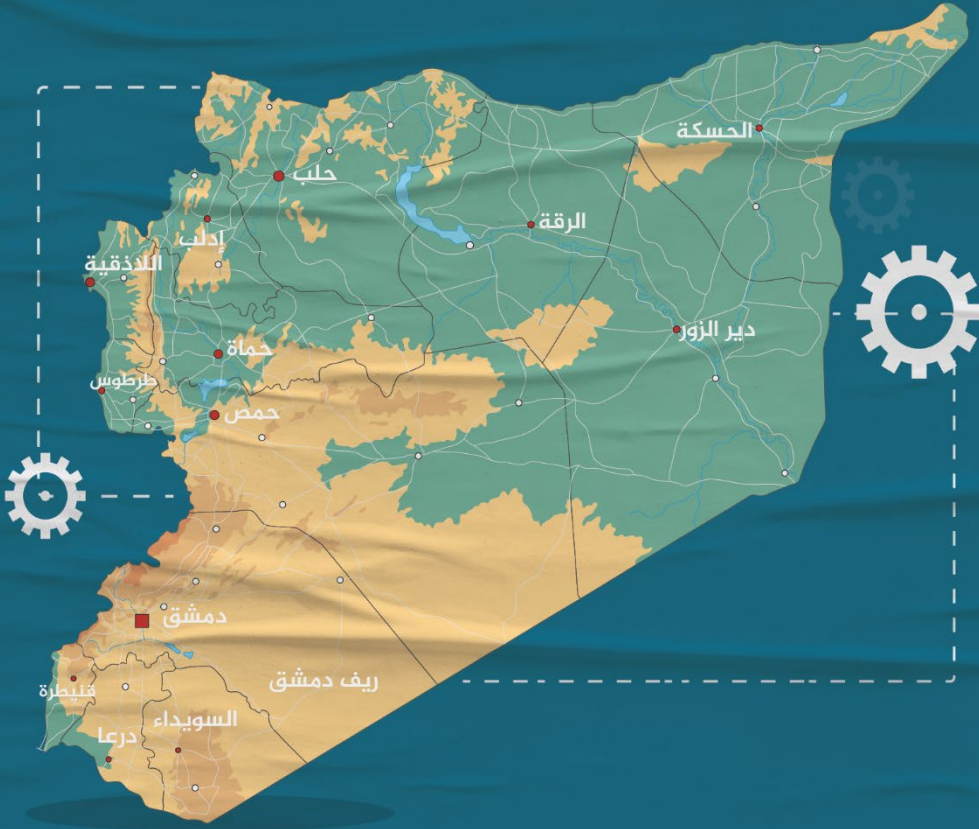 الحسكة
حلب
الرقة
إدلب
اللاذقية
دير الزور
حماة
طرطوس
حمص
دمشق
ريف دمشق
قنيطرة
السويداء
درعا